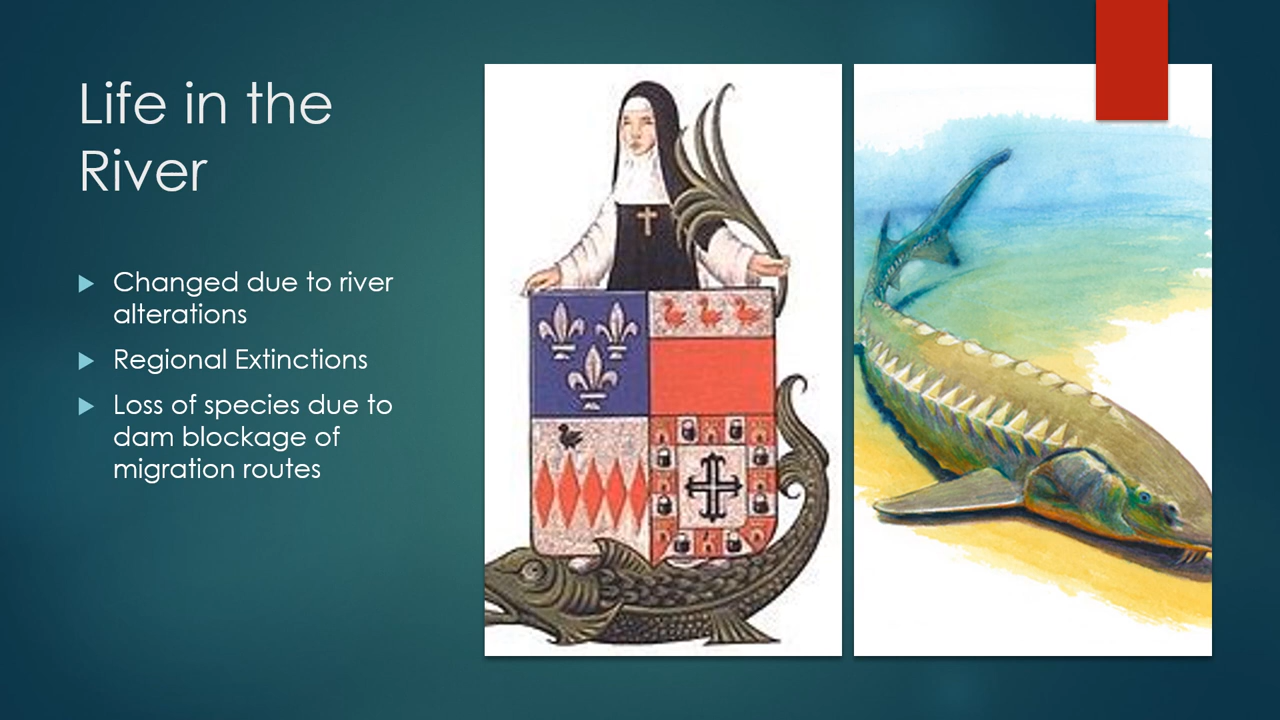 Life in the
River
Changed due to river
alterations
Regional Extinctions
Loss of species due to
dam blockage of
migration routes